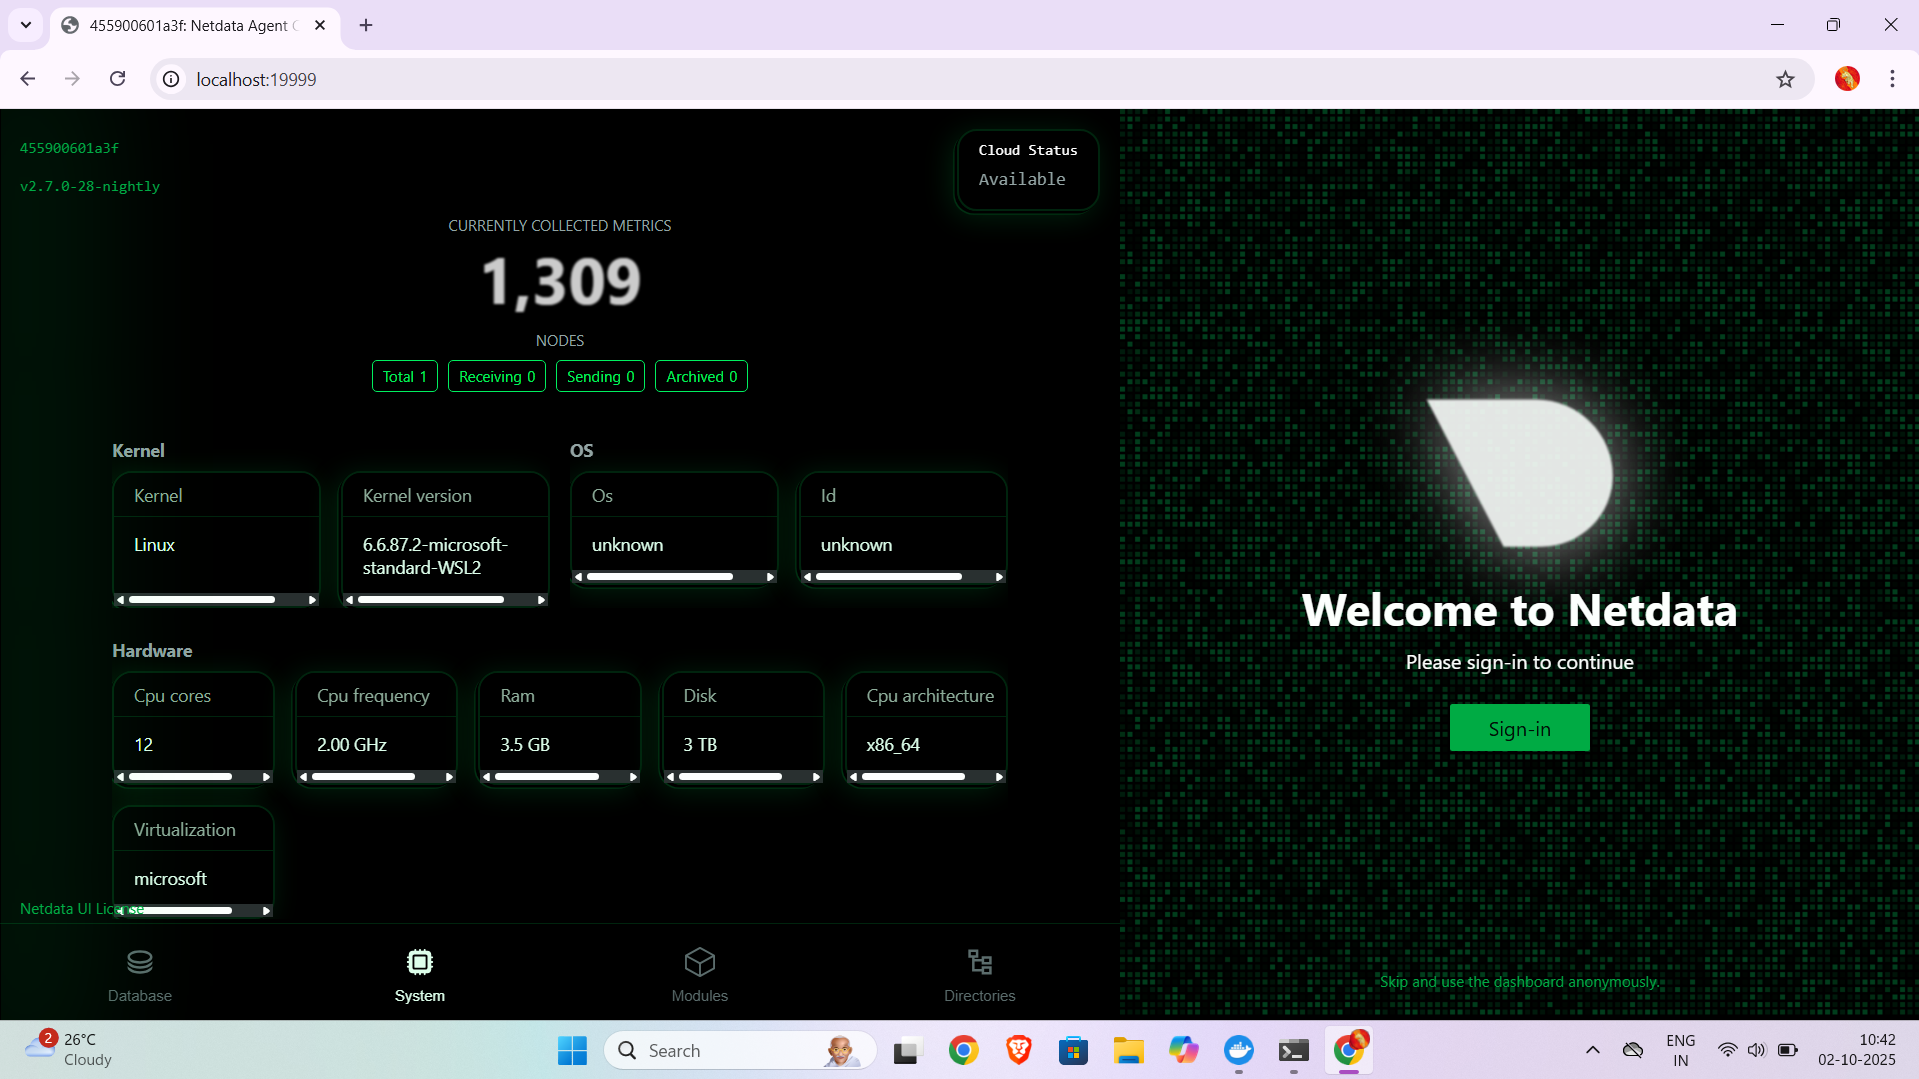 455900601a3f: Netdata Agent
localhost:19999
455900601a3f
v2.7.0-28-nightly
Cloud Status
Available
CURRENTLY COLLECTED METRICS
1,309
NODES
Total 1
Receiving 0
Sending 0
Archived 0
Kernel
OS
Kernel
Linux
Kernel version
6.6.87.2-microsoft-
standard-WSL2
Os
unknown
Id
unknown
Hardware
Cpu cores
12
Cpu frequency
2.00 GHz
Ram
3.5 GB
Disk
3 TB
Cpu architecture
x86_64
Virtualization
microsoft
Netdata UI License
Database
System
Modules
Directories
Welcome to Netdata
Please sign-in to continue
Sign-in
Skip and use the dashboard anonymously.
2
26°C
Cloudy
Search
ENG
IN
10:42
02-10-2025